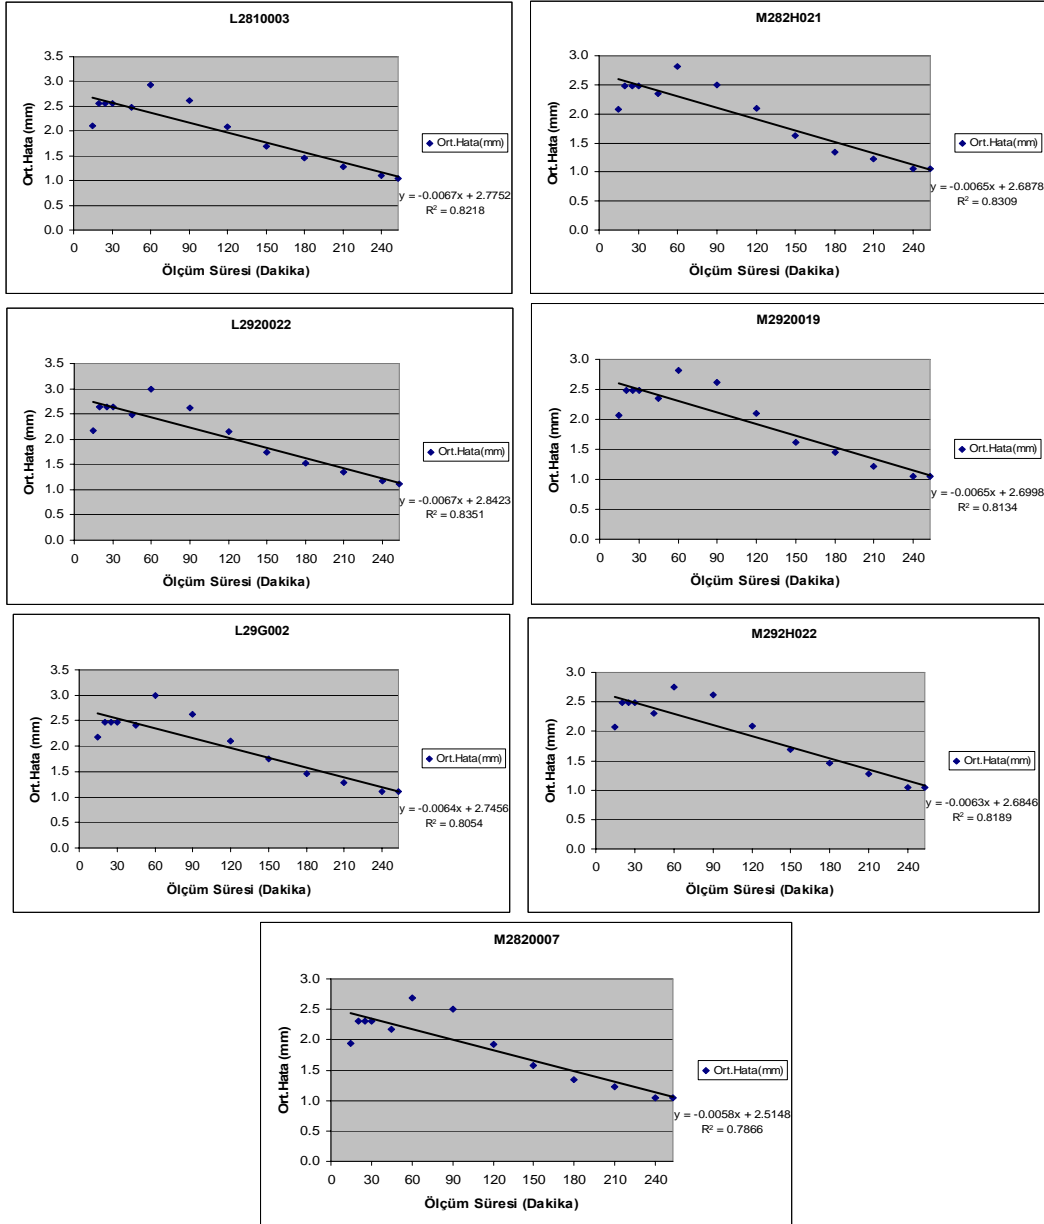 L2810003
3.5
3.0
2.5
2.0
1.5
1.0
0.5
0.0
Ort.Hata (mm)
0 30 60 90 120 150 180 210 240
Ölçüm Süresi (Dakika)
Ort.Hata(mm)
y = -0.0067x + 2.7752
R² = 0.8218
M282H021
3.0
2.5
2.0
1.5
1.0
0.5
0.0
Ort.Hata (mm)
0 30 60 90 120 150 180 210 240
Ölçüm Süresi (Dakika)
Ort.Hata(mm)
y = -0.0065x + 2.6878
R² = 0.8309
L2920022
3.5
3.0
2.5
2.0
1.5
1.0
0.5
0.0
Ort.Hata (mm)
0 30 60 90 120 150 180 210 240
Ölçüm Süresi (Dakika)
Ort.Hata(mm)
y = -0.0067x + 2.8423
R² = 0.8351
M2920019
3.0
2.5
2.0
1.5
1.0
0.5
0.0
Ort.Hata (mm)
0 30 60 90 120 150 180 210 240
Ölçüm Süresi (Dakika)
Ort.Hata(mm)
y = -0.0065x + 2.6998
R² = 0.8134
L29G002
3.5
3.0
2.5
2.0
1.5
1.0
0.5
0.0
Ort.Hata (mm)
0 30 60 90 120 150 180 210 240
Ölçüm Süresi (Dakika)
Ort.Hata(mm)
y = -0.0064x + 2.7456
R² = 0.8054
M292H022
3.0
2.5
2.0
1.5
1.0
0.5
0.0
Ort.Hata (mm)
0 30 60 90 120 150 180 210 240
Ölçüm Süresi (Dakika)
Ort.Hata(mm)
y = -0.0063x + 2.6846
R² = 0.8189
M2820007
3.0
2.5
2.0
1.5
1.0
0.5
0.0
Ort.Hata (mm)
0 30 60 90 120 150 180 210 240
Ölçüm Süresi (Dakika)
Ort.Hata(mm)
y = -0.0058x + 2.5148
R² = 0.7866